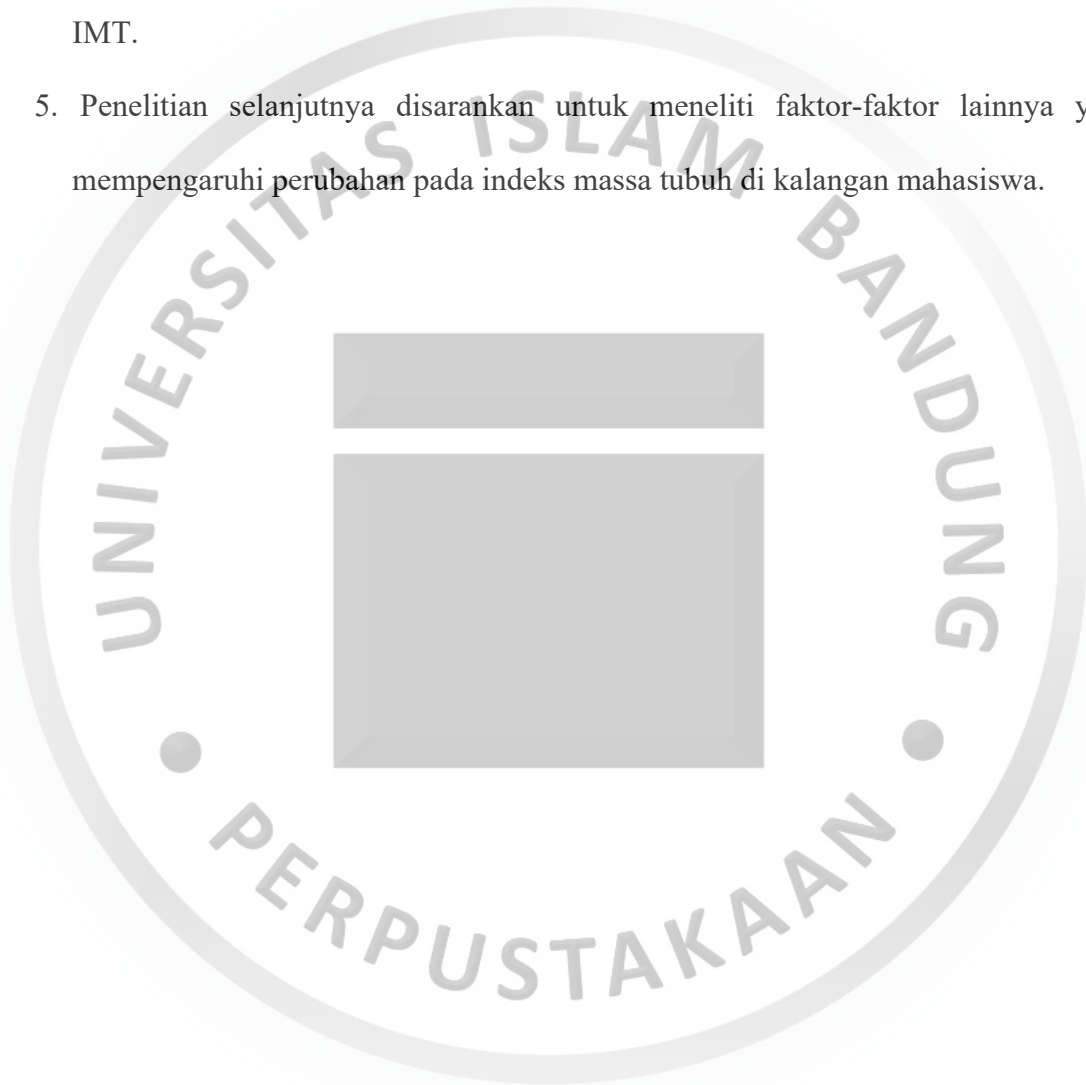 IMT.
5. Penelitian selanjutnya disarankan untuk meneliti faktor-faktor lainnya y
mempengaruhi perubahan pada indeks massa tubuh di kalangan mahasiswa.
UNIVERSITAS ISLAM BANDUNG
PERPUSTAKAAN